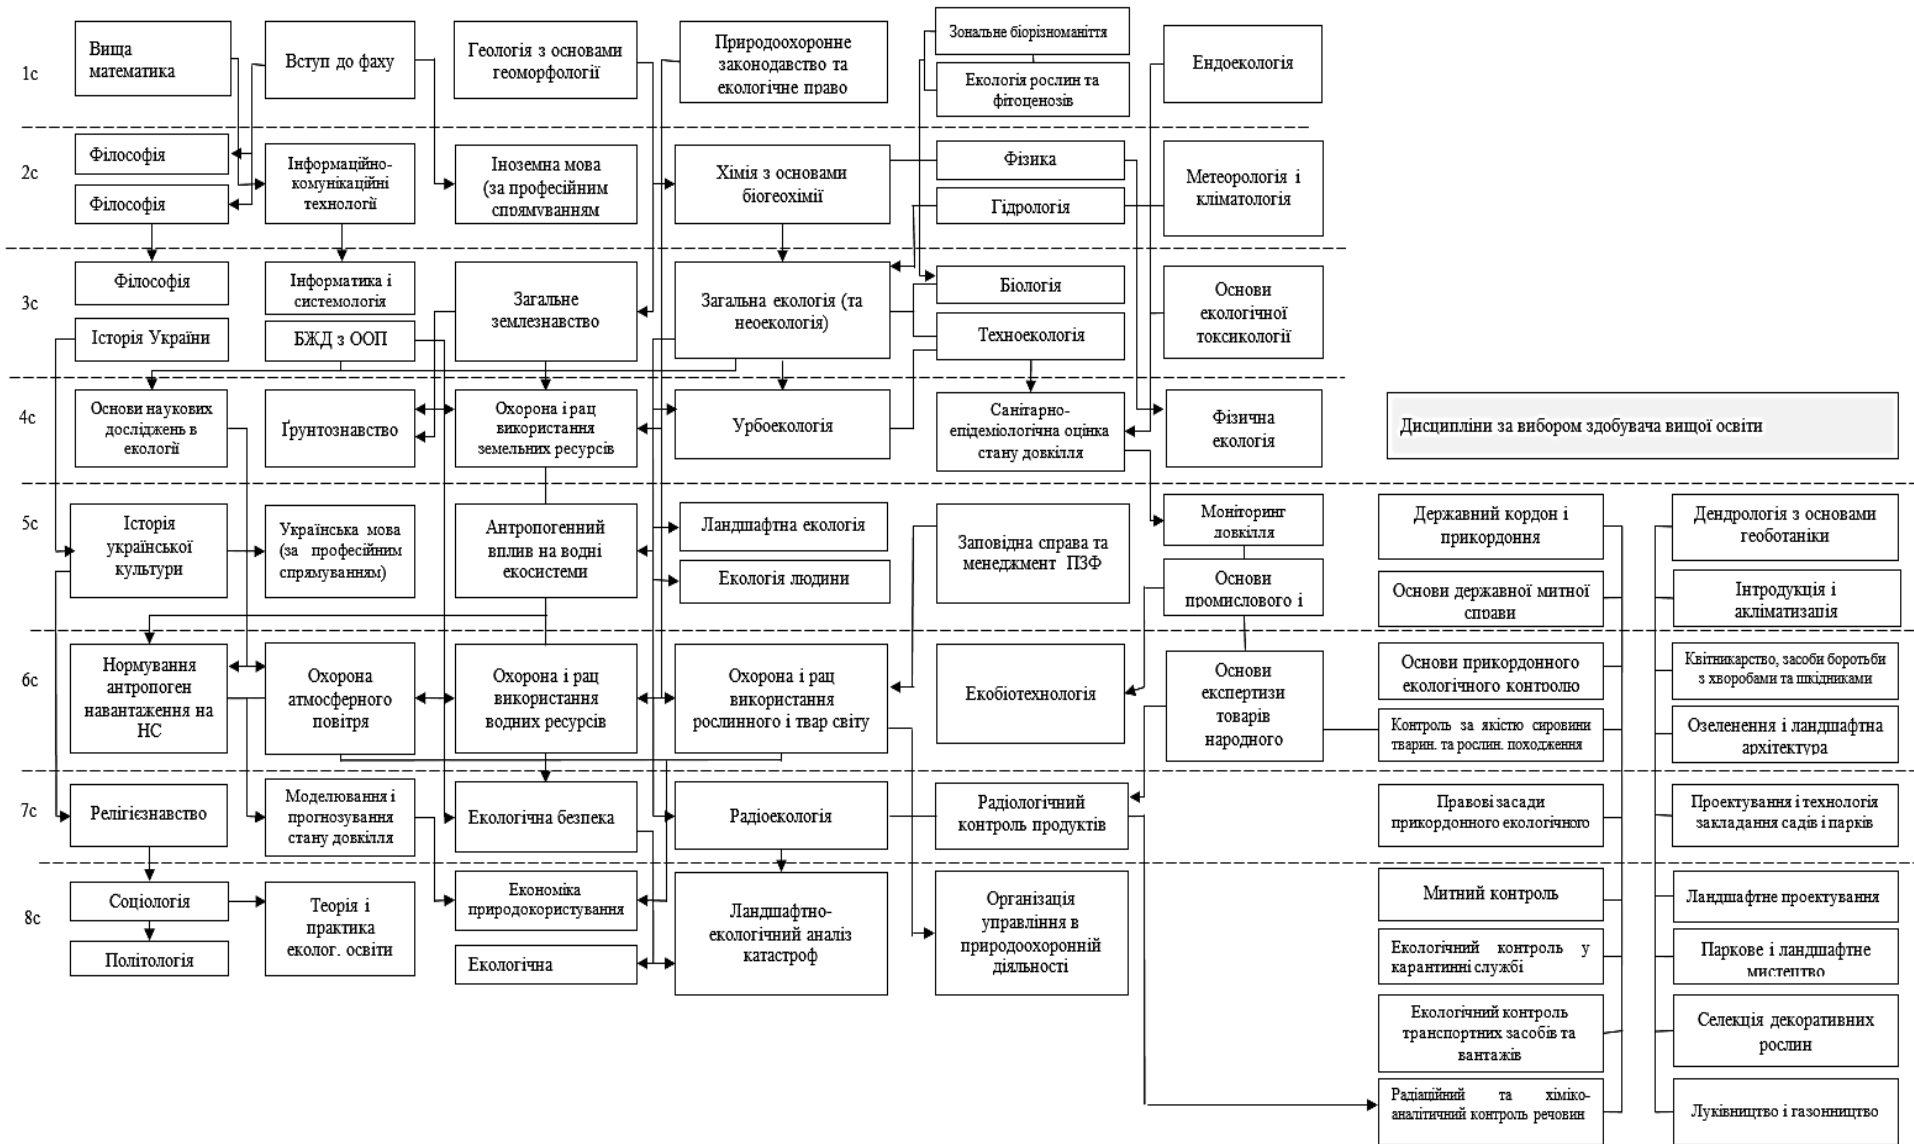 1с
Вища
математика
Вступ до фаху
Геологія з основами
геоморфології
Природоохоронне
законодавство та
екологічне право
Зональне біорізноманіття
Екологія рослин та
фітоценозів
Ендоекологія
2с
Філософія
Філософія
Інформаційно-
комунікаційні
технології
Іноземна мова
(за професійним
спрямуванням
Хімія з основами
біогеохімії
Фізика
Гідрологія
Метеорологія і
кліматологія
3с
Філософія
Історія України
Інформатика і
системологія
БЖД з ООП
Загальне
землезнавство
Загальна екологія (та
неоекологія)
Біологія
Техноекологія
Основи
екологічної
токсикології
4с
Основи наукових
досліджень в
екології
Ґрунтознавство
Охорона і рац
використання
земельних ресурсів
Урбоекологія
Санітарно-
епідеміологічна оцінка
стану довкілля
Фізична
екологія
Дисципліни за вибором здобувача вищої освіти
5с
Історія
української
культури
Українська мова
(за професійним
спрямуванням)
Антропогенний
вплив на водні
екосистеми
Ландшафтна екологія
Екологія людини
Заповідна справа та
менеджмент ПЗФ
Моніторинг
довкілля
Основи
промислового і
Державний кордон і
прикордоння
Основи державної митної
справи
Дендрологія з основами
геоботаніки
Інтродукція і
акліматизація
6с
Нормування
антропоген
навантаження на
НС
Охорона
атмосферного
повітря
Охорона і рац
використання
водних ресурсів
Охорона і рац
використання
рослинного і твар світу
Екобіотехнологія
Основи
експертизи
товарів
народного
Основи прикордонного
екологічного контролю
Контроль за якістю сировини
тварин. та рослин. походження
Квітникарство, засоби боротьби
з хворобами та шкідниками
Озеленення і ландшафтна
архітектура
7с
Релігієзнавство
Моделювання і
прогнозування
стану довкілля
Екологічна безпека
Радіоекологія
Радіологічний
контроль продуктів
Правові засади
прикордонного екологічного
Проектування і технологія
закладання садів і парків
8с
Соціологія
Політологія
Теорія і
практика
еколог. освіти
Економіка
природокористування
Екологічна
Ландшафтно-
екологічний аналіз
катастроф
Організація
управління в
природоохоронній
діяльності
Митний контроль
Екологічний контроль у
карантинні службі
Екологічний контроль
транспортних засобів та
вантажів
Радіаційний та хіміко-
аналітичний контроль речовин
Ландшафтне проектування
Паркове і ландшафтне
мистецтво
Селекція декоративних
рослин
Луківництво і газонництво